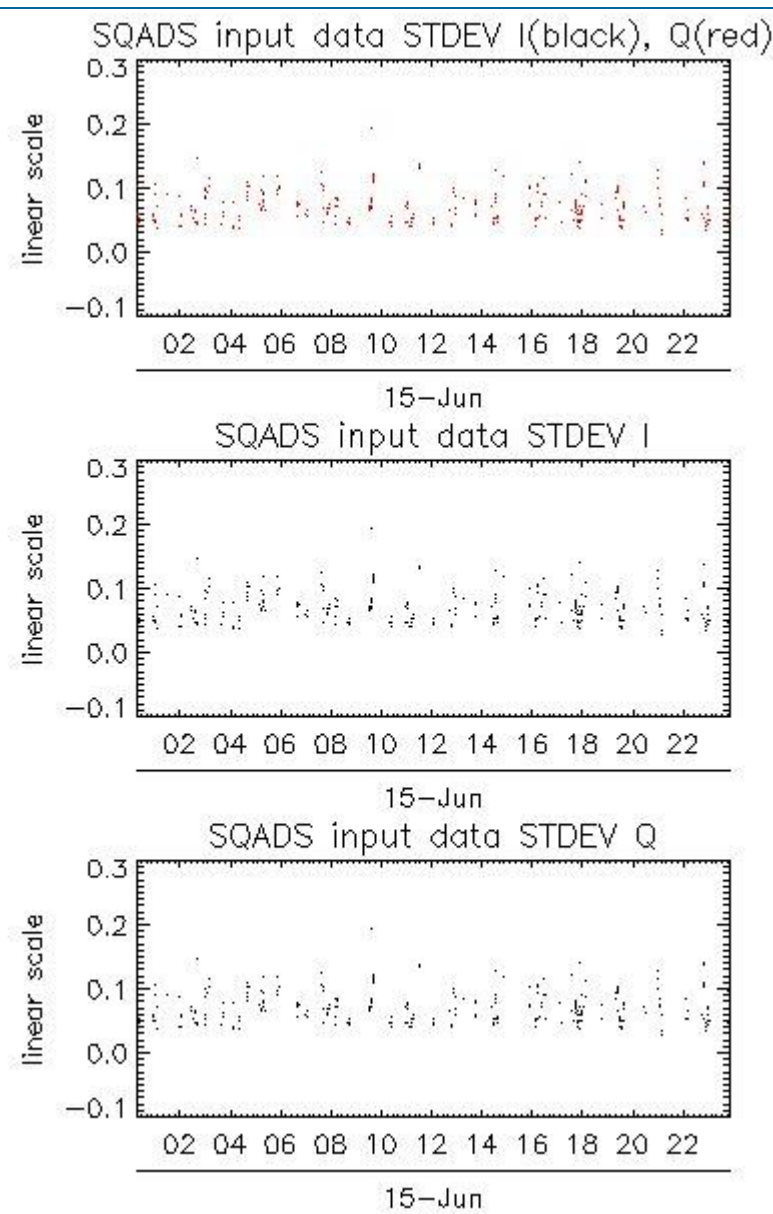 SQADS input data STDEV I(black), Q(red)
0.3
0.2
0.1
0.0
−0.1
linear scale
02 04 06 08 10 12 14 16 18 20 22
15−Jun
SQADS input data STDEV I
0.3
0.2
0.1
0.0
−0.1
linear scale
02 04 06 08 10 12 14 16 18 20 22
15−Jun
SQADS input data STDEV Q
0.3
0.2
0.1
0.0
−0.1
linear scale
02 04 06 08 10 12 14 16 18 20 22
15−Jun